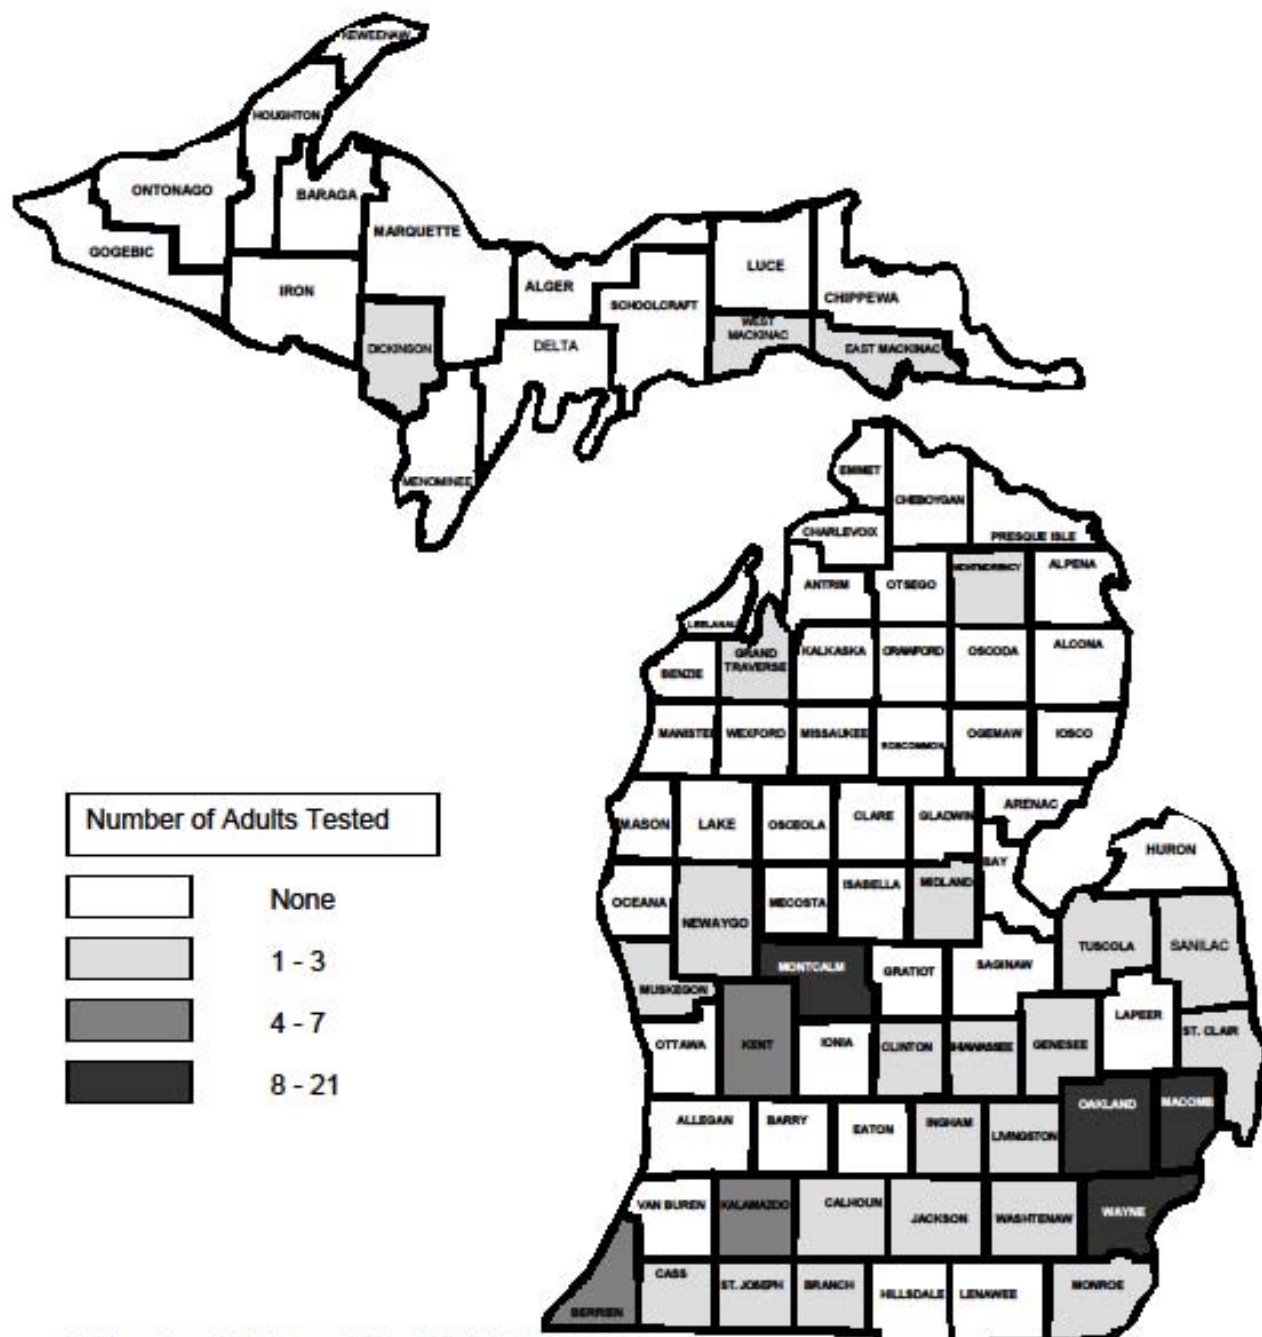 KEWEENAW
HOUGHTON
ONTONAGO
BARAGA
MARQUETTE
GOGEBIC
IRON
ALGER
LUCE
CHIPPEWA
SCHOOLCRAFT
WEST
MACKINAC
EAST MACKINAC
DICKINSON
DELTA
MENOMINEE
EMMET
CHEBOYGAN
CHARLEVOIX
PRESQUE ISLE
ANTRIM
OTSEGO
MONTMORENCY
ALPENA
LEELANAU
GRAND
TRAVERSE
BENZIE
KALKASKA
CRAWFORD
OSCODA
ALCONA
MANISTEE
WEXFORD
MISSAUKEE
ROSCOMMON
OGEMAW
IOSCO
Number of Adults Tested
None
1 - 3
4 - 7
8 - 21
MASON
LAKE
OSCEOLA
CLARE
GLADWIN
ARENAC
HURON
BAY
OCEANA
NEWAYGO
MECOSTA
ISABELLA
MIDLAND
TUSCOLA
SANILAC
MUSKEGON
MONTCALM
GRATIOT
SAGINAW
LAPEER
ST. CLAIR
OTTAWA
KENT
IONIA
CLINTON
SHIAWASSEE
GENESEE
ALLEGAN
BARRY
EATON
INGHAM
LIVINGSTON
OAKLAND
MACOMB
VAN BUREN
KALAMAZOO
CALHOUN
JACKSON
WASHTENAW
WAYNE
BERRIEN
CASS
ST. JOSEPH
BRANCH
HILLSDALE
LENAWEE
MONROE